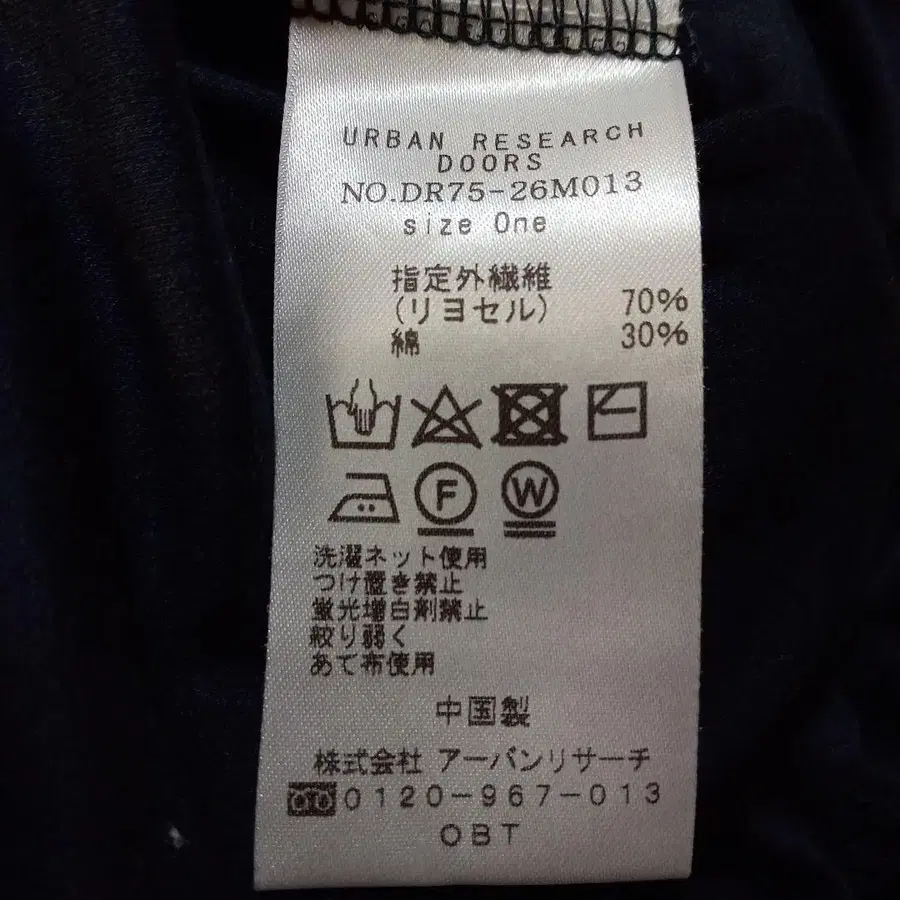 URBAN RESEARCH
DOORS
NO.DR75-26M013
size One
指定外繊維
(リヨセル) 70%
綿 30%
F W
洗濯ネット使用
つけ置き禁止
蛍光増白剤禁止
絞り弱く
あて布使用
中国製
株式会社 アーバンリサーチ
0120-967-013
OBT